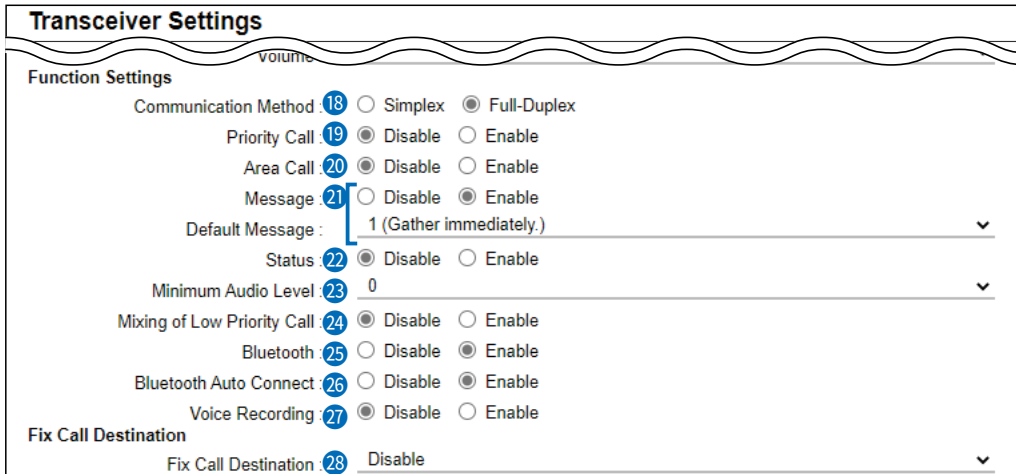 Transceiver Settings
Volume
Function Settings
Communication Method : 18 Simplex Full-Duplex
Priority Call : 19 Disable Enable
Area Call : 20 Disable Enable
Message : 21 Disable Enable
Default Message : 1 (Gather immediately.)
Status : 22 Disable Enable
Minimum Audio Level : 23 0
Mixing of Low Priority Call : 24 Disable Enable
Bluetooth : 25 Disable Enable
Bluetooth Auto Connect : 26 Disable Enable
Voice Recording : 27 Disable Enable
Fix Call Destination
Fix Call Destination : 28 Disable